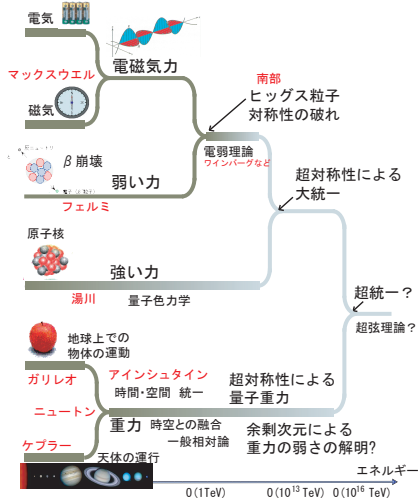 電気
マックスウエル
磁気
電磁気力
南部
ヒッグス粒子
対称性の破れ
β崩壊
電弱理論
ワインバーグなど
弱い力
フェルミ
超対称性による
大統一
原子核
強い力
湯川
量子色力学
超統一？
超弦理論？
地球上での
物体の運動
ガリレオ
アインシュタイン
時間・空間 統一
超対称性による
量子重力
ニュートン
重力
時空との融合
一般相対論
余剰次元による
重力の弱さの解明?
ケプラー
天体の運行
エネルギー
O(1TeV)
O(10¹³ TeV)
O(10¹⁶ TeV)